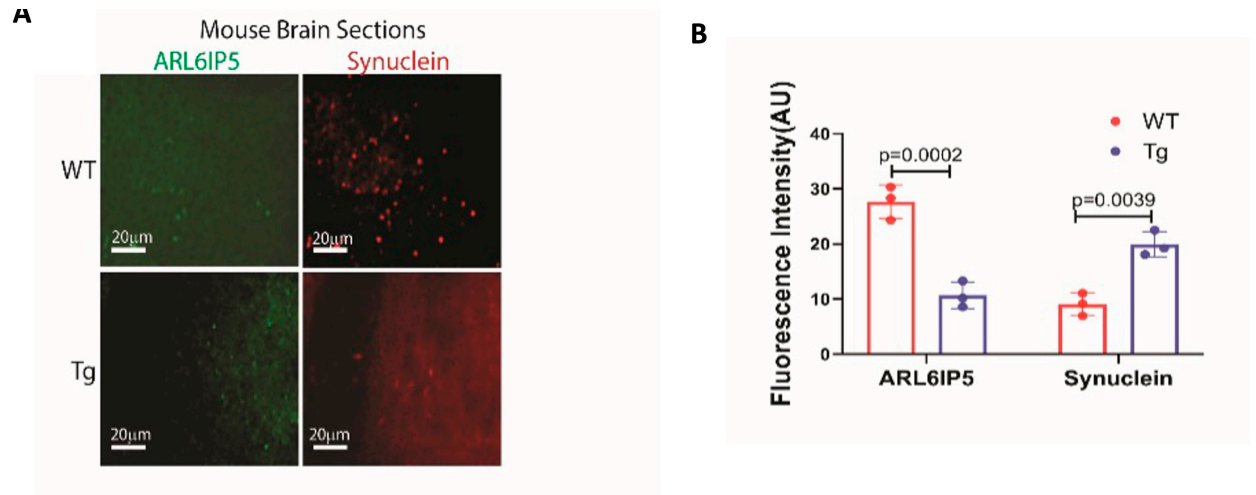 A
Mouse Brain Sections
ARL6IP5 Synuclein
WT
20μm 20μm
Tg
20μm 20μm
B
Fluorescence Intensity(AU)
WT
Tg
40
30
20
10
0
p=0.0002
p=0.0039
ARL6IP5 Synuclein